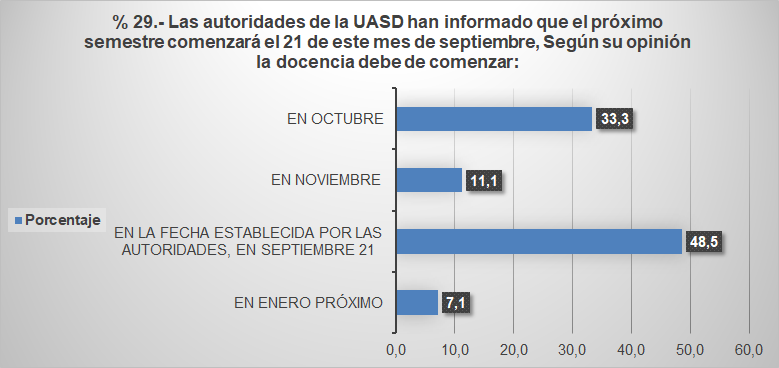 % 29.- Las autoridades de la UASD han informado que el próximo
semestre comenzará el 21 de este mes de septiembre, Según su opinión
la docencia debe de comenzar:
EN OCTUBRE
33,3
EN NOVIEMBRE
11,1
Porcentaje
EN LA FECHA ESTABLECIDA POR LAS
AUTORIDADES, EN SEPTIEMBRE 21
48,5
EN ENERO PRÓXIMO
7,1
0,0 10,0 20,0 30,0 40,0 50,0 60,0